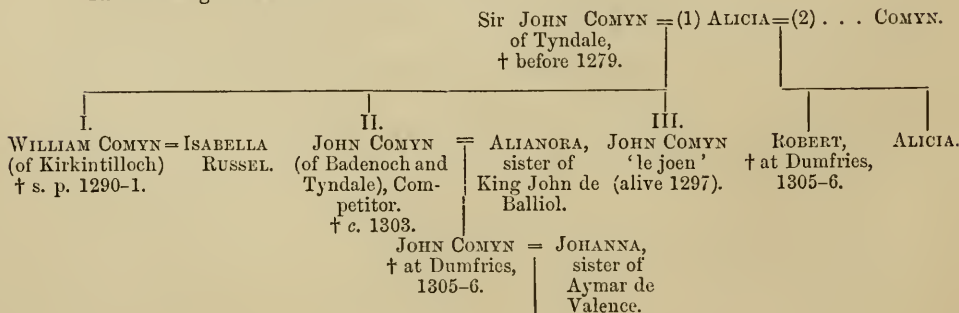 Sir JOHN COMYN = (1) ALICIA = (2) . . . COMYN.
of Tyndale,
† before 1279.
I. II. III.
WILLIAM COMYN = ISABELLA JOHN COMYN = ALIANORA, JOHN COMYN ROBERT, ALICIA.
(of Kirkintilloch) RUSSEL. (of Badenoch and sister of 'le joen' † at Dumfries,
† s. p. 1290-1. Tyndale), Com- King John de (alive 1297). 1305-6.
petitor. Balliol.
† c. 1303.
JOHN COMYN = JOHANNA,
† at Dumfries, sister of
1305-6. Aymar de
Valence.